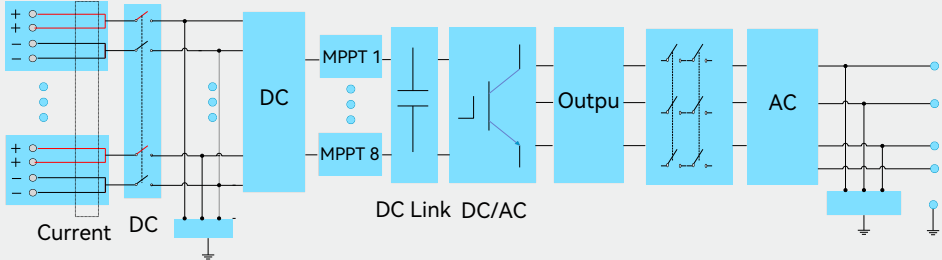 +
+
−
−
+
+
−
−
Current
DC
DC
MPPT 1
MPPT 8
DC Link
DC/AC
Outpu
AC